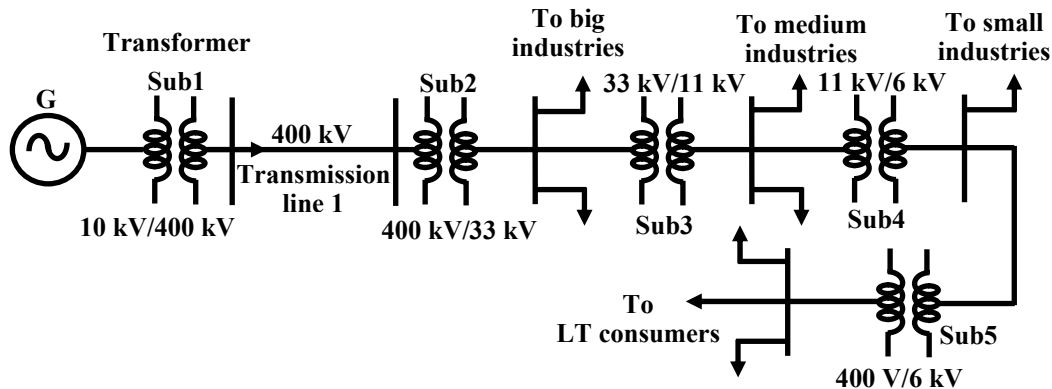 Transformer
Sub1
G
10 kV/400 kV
400 kV
Transmission
line 1
Sub2
400 kV/33 kV
To big
industries
33 kV/11 kV
Sub3
To medium
industries
11 kV/6 kV
Sub4
To small
industries
To
LT consumers
Sub5
400 V/6 kV